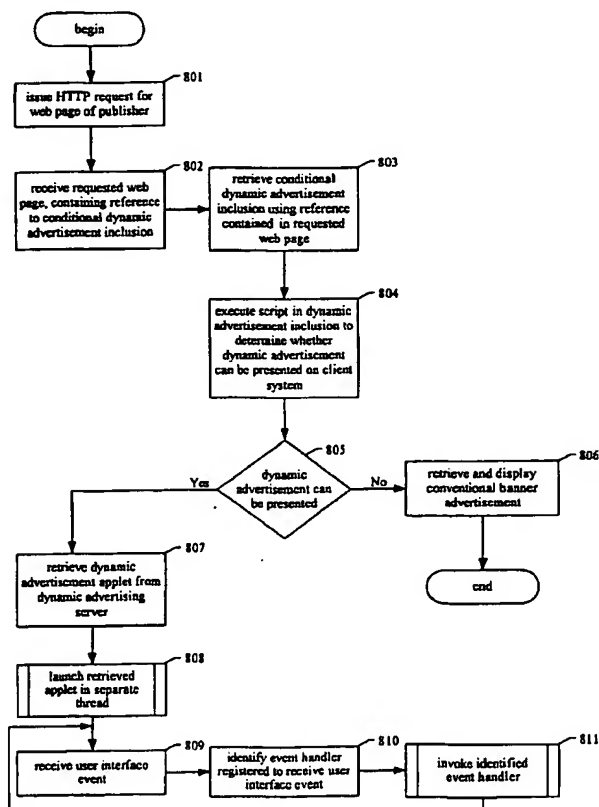 begin
801
issue HTTP request for
web page of publisher
802
receive requested web
page, containing reference
to conditional dynamic
advertisement inclusion
803
retrieve conditional
dynamic advertisement
inclusion using reference
contained in requested
web page
804
execute script in dynamic
advertisement inclusion to
determine whether
dynamic advertisement
can be presented on client
system
805
dynamic
advertisement can
be presented
Yes
No
806
retrieve and display
conventional banner
advertisement
end
807
retrieve dynamic
advertisement applet from
dynamic advertising
server
808
launch retrieved
applet in separate
thread
809
receive user interface
event
810
identify event handler
registered to receive user
interface event
811
invoke identified
event handler